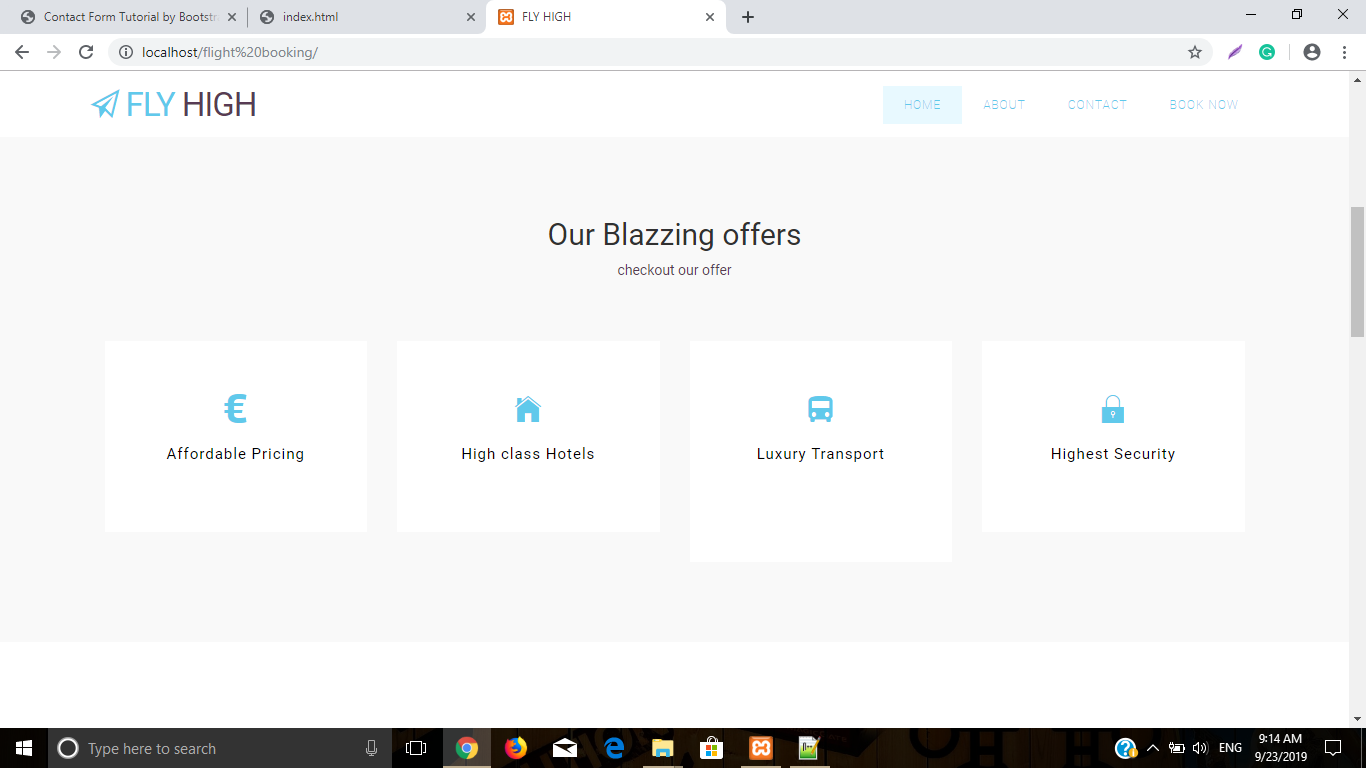 Contact Form Tutorial by Bootstr
index.html
FLY HIGH
localhost/flight%20booking/
FLY HIGH
HOME ABOUT CONTACT BOOK NOW
Our Blazzing offers
checkout our offer
€
Affordable Pricing
High class Hotels
Luxury Transport
Highest Security
Type here to search
ENG
9:14 AM
9/23/2019